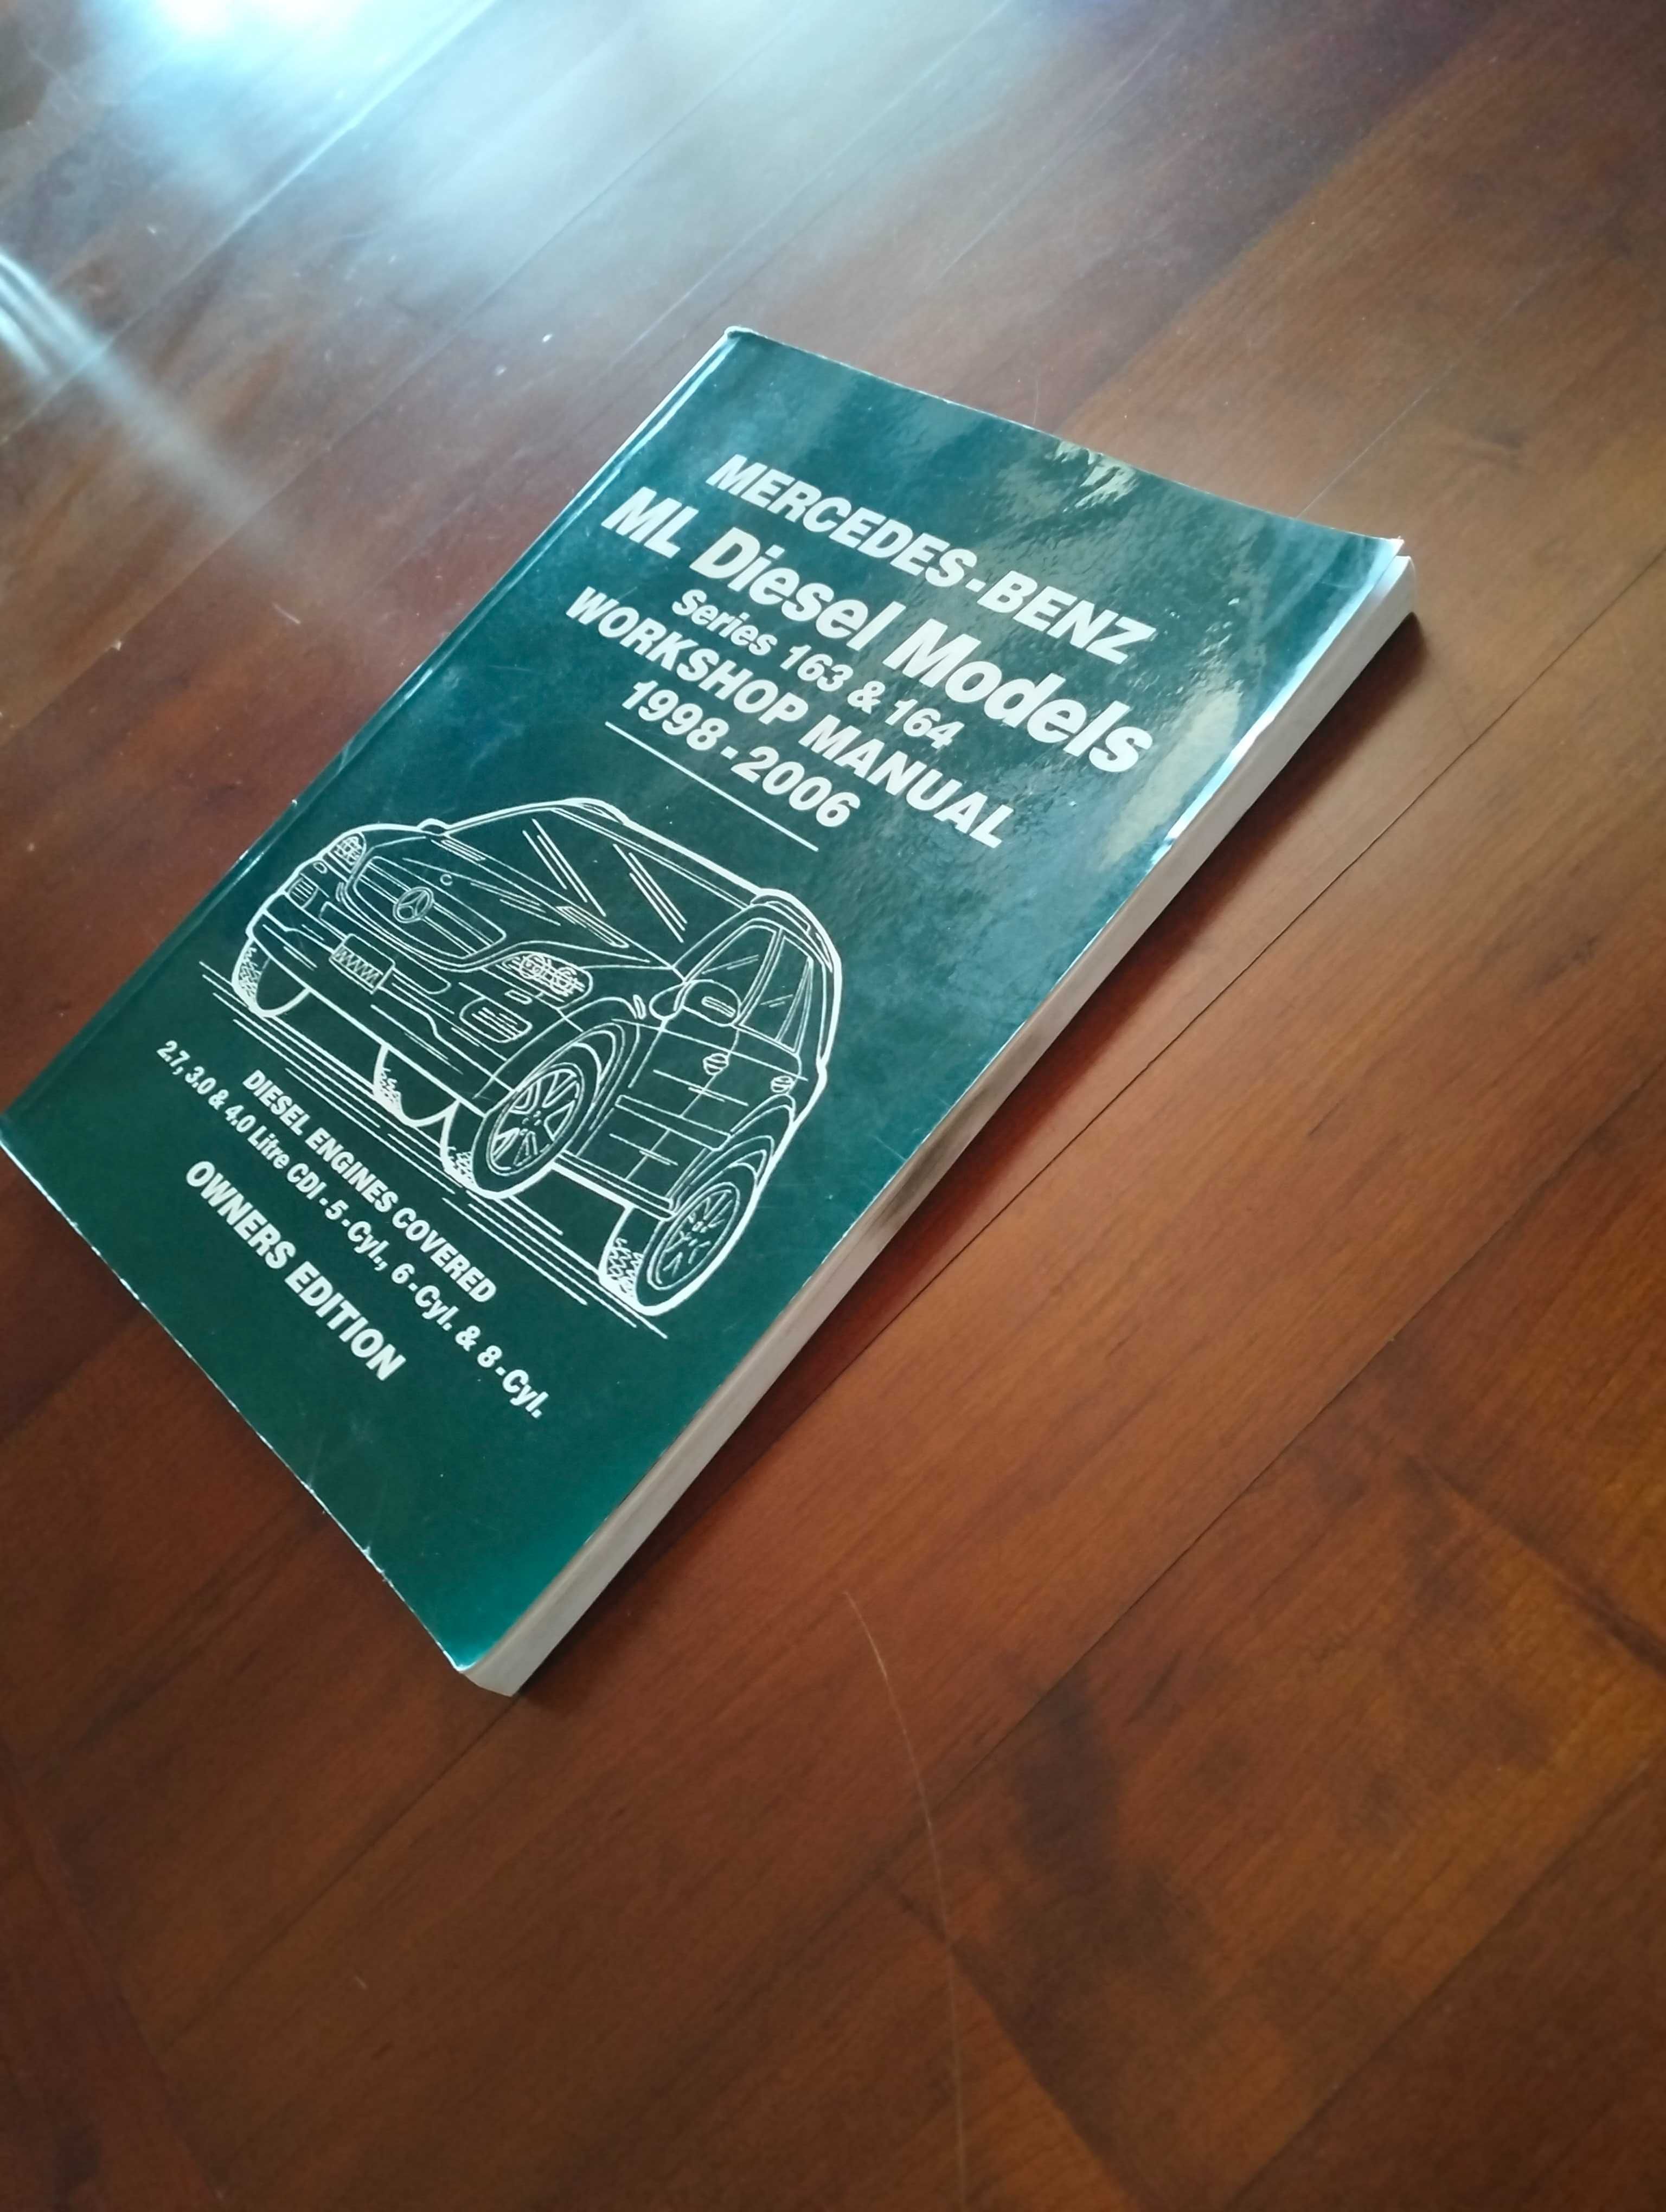 MERCEDES-BENZ
ML Diesel Models
Series 163 & 164
WORKSHOP MANUAL
1998-2006
DIESEL ENGINES COVERED
2.7, 3.0 & 4.0 Litre CDI - 5-Cyl., 6-Cyl. & 8-Cyl.
OWNERS EDITION